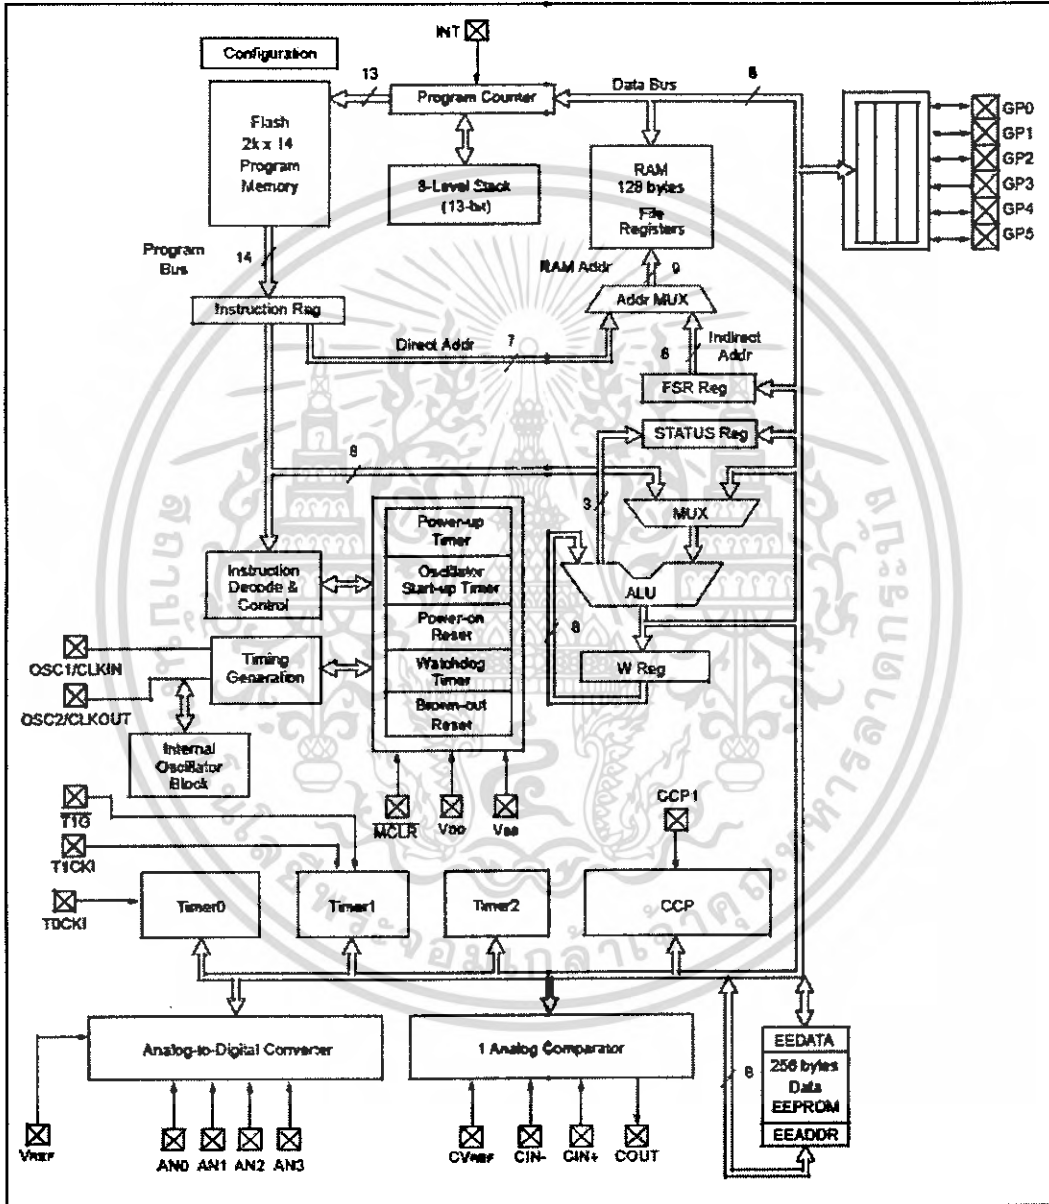 INT
Configuration
13
Program Counter
Data Bus
8
Flash
2k x 14
Program
Memory
8-Level Stack
(13-bit)
RAM
128 bytes
File
Registers
GP0
GP1
GP2
GP3
GP4
GP5
Program
Bus
14
RAM Addr
9
Addr MUX
Instruction Reg
Direct Addr
7
Indirect
Addr
8
FSR Reg
STATUS Reg
8
3
MUX
Power-up
Timer
Instruction
Decode &
Control
Oscillator
Start-up Timer
ALU
Power-on
Reset
8
OSC1/CLKIN
Timing
Generation
Watchdog
Timer
W Reg
OSC2/CLKOUT
Brown-out
Reset
Internal
Oscillator
Block
T1G
MCLR
VDD
VSS
CCP1
T1CKI
T0CKI
Timer0
Timer1
Timer2
CCP
Analog-to-Digital Converter
1 Analog Comparator
EEDATA
8
256 bytes
Data
EEPROM
EEADDR
VREF
AN0
AN1
AN2
AN3
CVREF
CIN-
CIN+
COUT